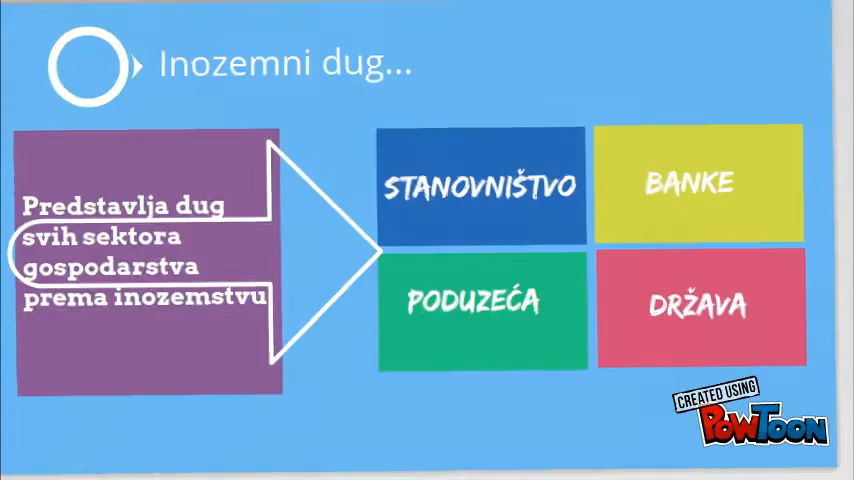 Inozemni dug...
Predstavlja dug
svih sektora
gospodarstva
prema inozemstvu
STANOVNIŠTVO
BANKE
PODUZEĆA
DRŽAVA
CREATED USING
POWTOON